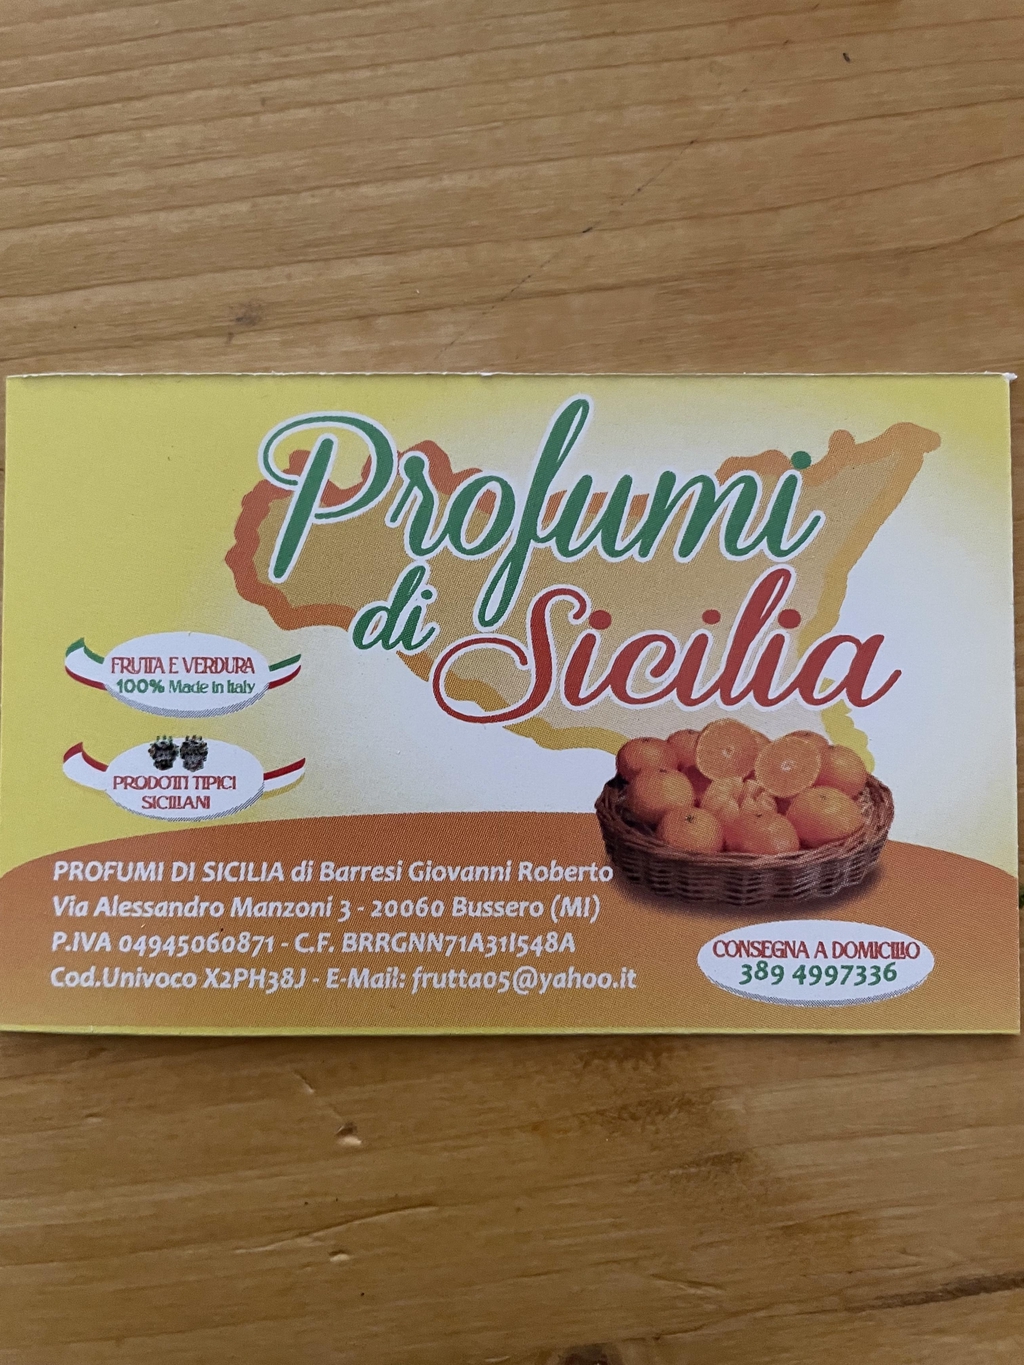 Profumi
di Sicilia
FRUTTA E VERDURA
100% Made in Italy
PRODOTTI TIPICI
SICILIANI
PROFUMI DI SICILIA di Barresi Giovanni Roberto
Via Alessandro Manzoni 3 - 20060 Bussero (MI)
P.IVA 04945060871 - C.F. BRRGNN71A31I548A
Cod.Univoco X2PH38J - E-Mail: frutta05@yahoo.it
CONSEGNA A DOMICILIO
389 4997336